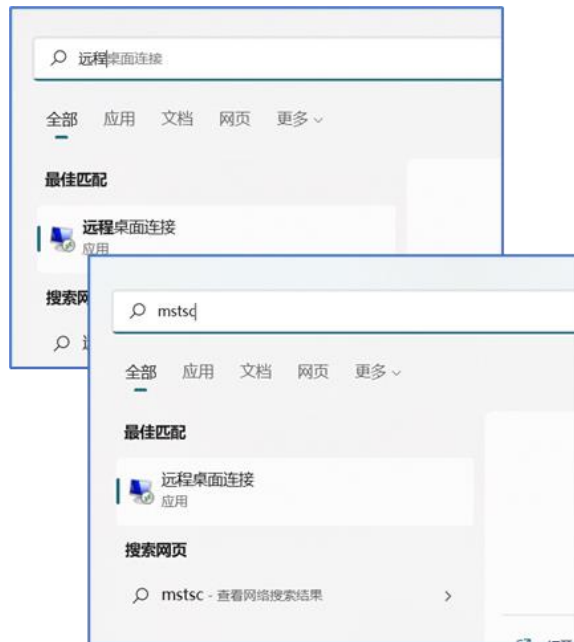 远程桌面连接
全部 应用 文档 网页 更多
最佳匹配
远程桌面连接
应用
搜索网
mstsc
全部 应用 文档 网页 更多
最佳匹配
远程桌面连接
应用
搜索网页
mstsc - 查看网络搜索结果